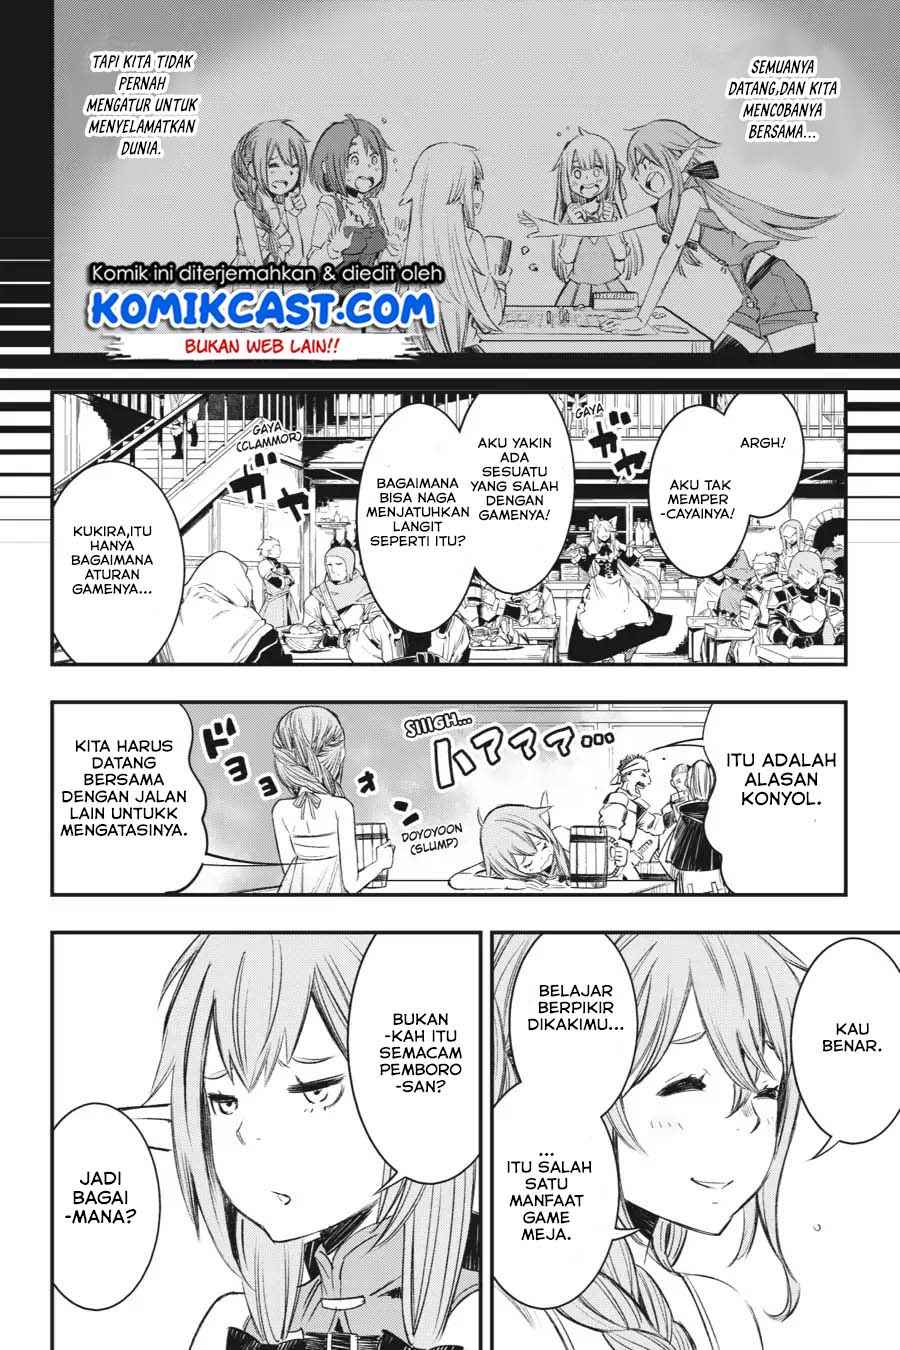 SEMUANYA
DATANG,DAN KITA
MENCOBANYA
BERSAMA...
TAPI KITA TIDAK
PERNAH
MENGATUR UNTUK
MENYELAMATKAN
DUNIA.
Komik ini diterjemahkan & diedit oleh
KOMIKCAST.COM
BUKAN WEB LAIN!!
ARGH!
AKU TAK
MEMPER
-CAYAINYA!
GAYA
ガヤ
AKU YAKIN
ADA
SESUATU
YANG SALAH
DENGAN
GAMENYA!
BAGAIMANA
BISA NAGA
MENJATUHKAN
LANGIT
SEPERTI ITU?
GAYA
(CLAMMOR)
ガヤ
ガヤ
KUKIRA,ITU
HANYA
BAGAIMANA
ATURAN
GAMENYA...
ITU ADALAH
ALASAN
KONYOL.
SIIIGH...
ハァァァァ...
DOYOYOON
(SLUMP)
ドヨヨォン
KITA HARUS
DATANG
BERSAMA
DENGAN JALAN
LAIN UNTUKK
MENGATASINYA.
KAU
BENAR.
BELAJAR
BERPIKIR
DIKAKIMU...
...
ITU SALAH
SATU
MANFAAT
GAME
MEJA.
BUKAN
-KAH ITU
SEMACAM
PEMBORO
-SAN?
JADI
BAGAI
-MANA?